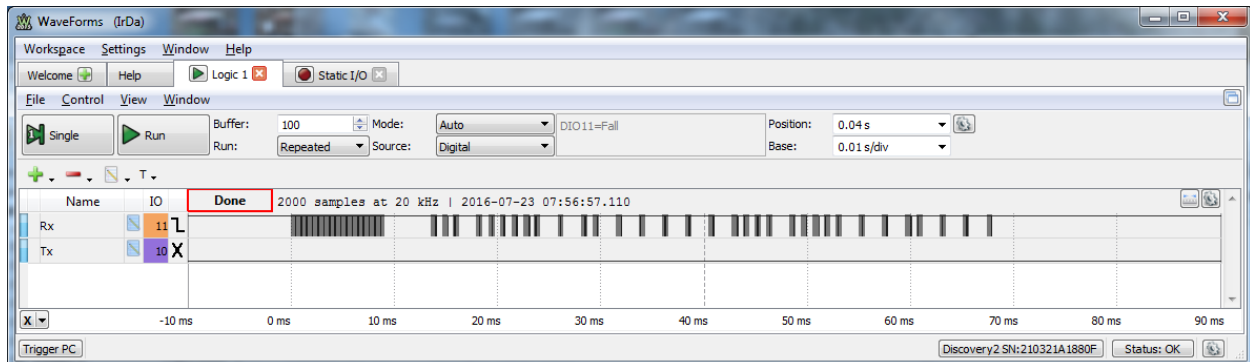 WaveForms (IrDa)
Workspace Settings Window Help
Welcome Help Logic 1 Static I/O
File Control View Window
Single Run Buffer: 100 Mode: Auto DIO11=Fall Position: 0.04 s
Run: Repeated Source: Digital Base: 0.01 s/div
T
Name IO Done 2000 samples at 20 kHz | 2016-07-23 07:56:57.110
Rx 11
Tx 10 X
X -10 ms 0 ms 10 ms 20 ms 30 ms 40 ms 50 ms 60 ms 70 ms 80 ms 90 ms
Trigger PC Discovery2 SN:210321A1880F Status: OK